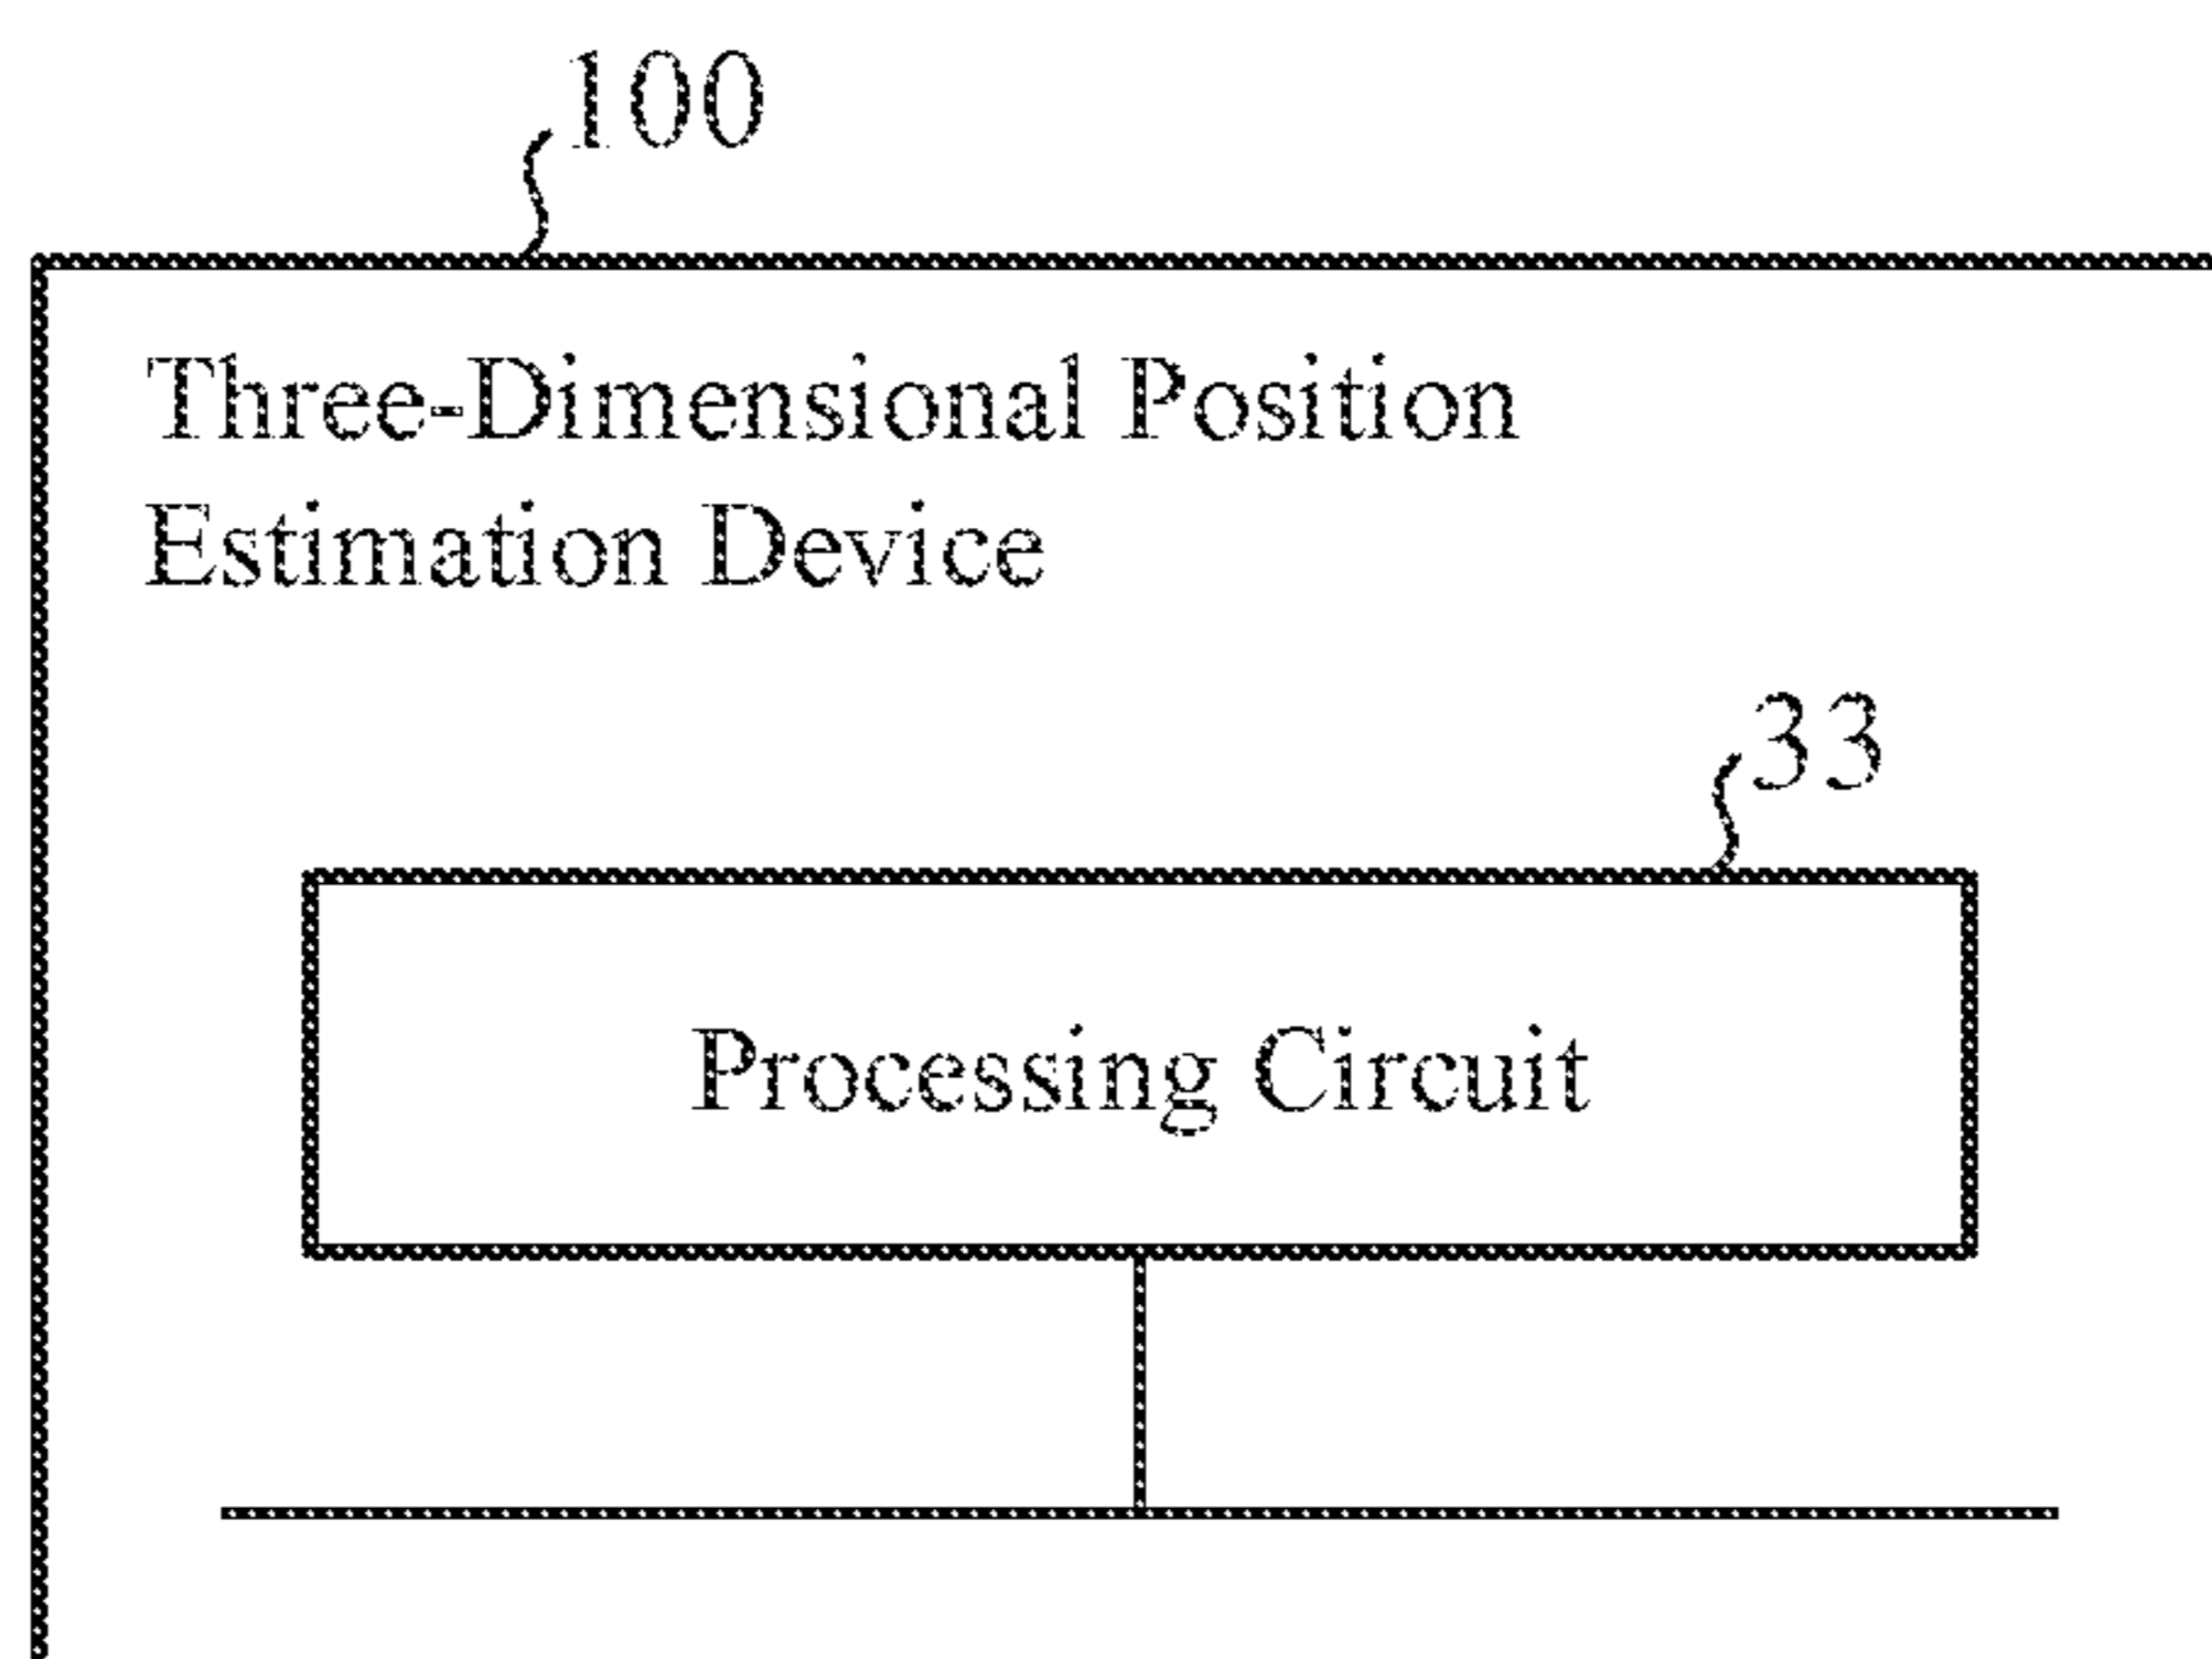 100
Three-Dimensional Position
Estimation Device
33
Processing Circuit